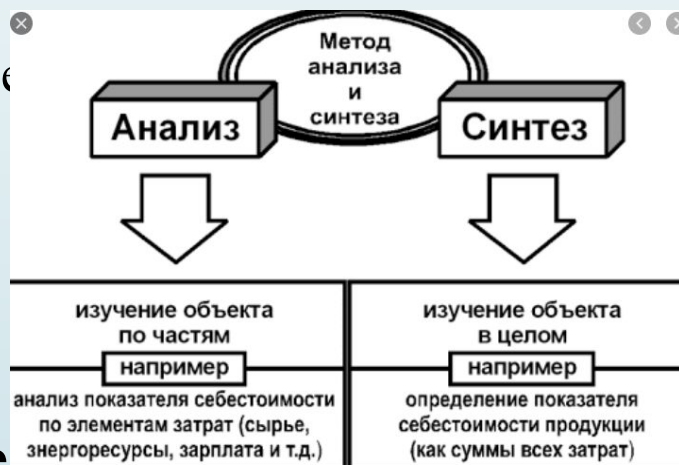 Метод
анализа
и
синтеза
Анализ
Синтез
изучение объекта
по частям
например
анализ показателя себестоимости
по элементам затрат (сырье,
энергоресурсы, зарплата и т.д.)
изучение объекта
в целом
например
определение показателя
себестоимости продукции
(как суммы всех затрат)